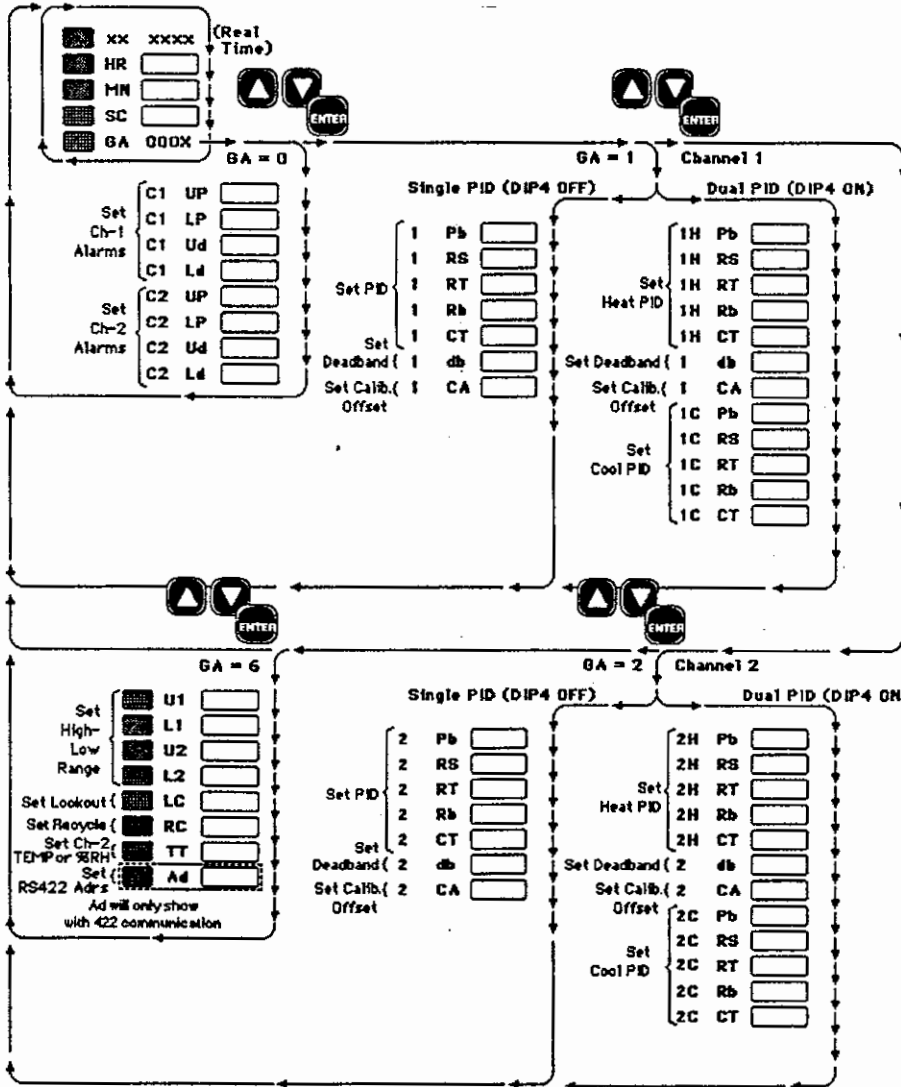 xx xxxx
(Real Time)
HR
MN
SC
GA 000X
ENTER
ENTER
GA = 0
GA = 1
Channel 1
Set Ch-1 Alarms
C1 UP
C1 LP
C1 Ud
C1 Ld
Set Ch-2 Alarms
C2 UP
C2 LP
C2 Ud
C2 Ld
Single PID (DIP4 OFF)
Set PID
1 Pb
1 RS
1 RT
1 Rb
1 CT
Set Deadband { 1 db
Set Calib. Offset { 1 CA
Dual PID (DIP4 ON)
Set Heat PID
1H Pb
1H RS
1H RT
1H Rb
1H CT
Set Deadband { 1 db
Set Calib. Offset { 1 CA
Set Cool PID
1C Pb
1C RS
1C RT
1C Rb
1C CT
ENTER
ENTER
GA = 6
GA = 2
Channel 2
Set High-Low Range
U1
L1
U2
L2
Set Lookout { LC
Set Recycle { RC
Set Ch-2 TEMP or %RH { TT
Set RS422 Adrs { Ad
Ad will only show
with 422 communication
Single PID (DIP4 OFF)
Set PID
2 Pb
2 RS
2 RT
2 Rb
2 CT
Set Deadband { 2 db
Set Calib. Offset { 2 CA
Dual PID (DIP4 ON
Set Heat PID
2H Pb
2H RS
2H RT
2H Rb
2H CT
Set Deadband { 2 db
Set Calib. Offset { 2 CA
Set Cool PID
2C Pb
2C RS
2C RT
2C Rb
2C CT